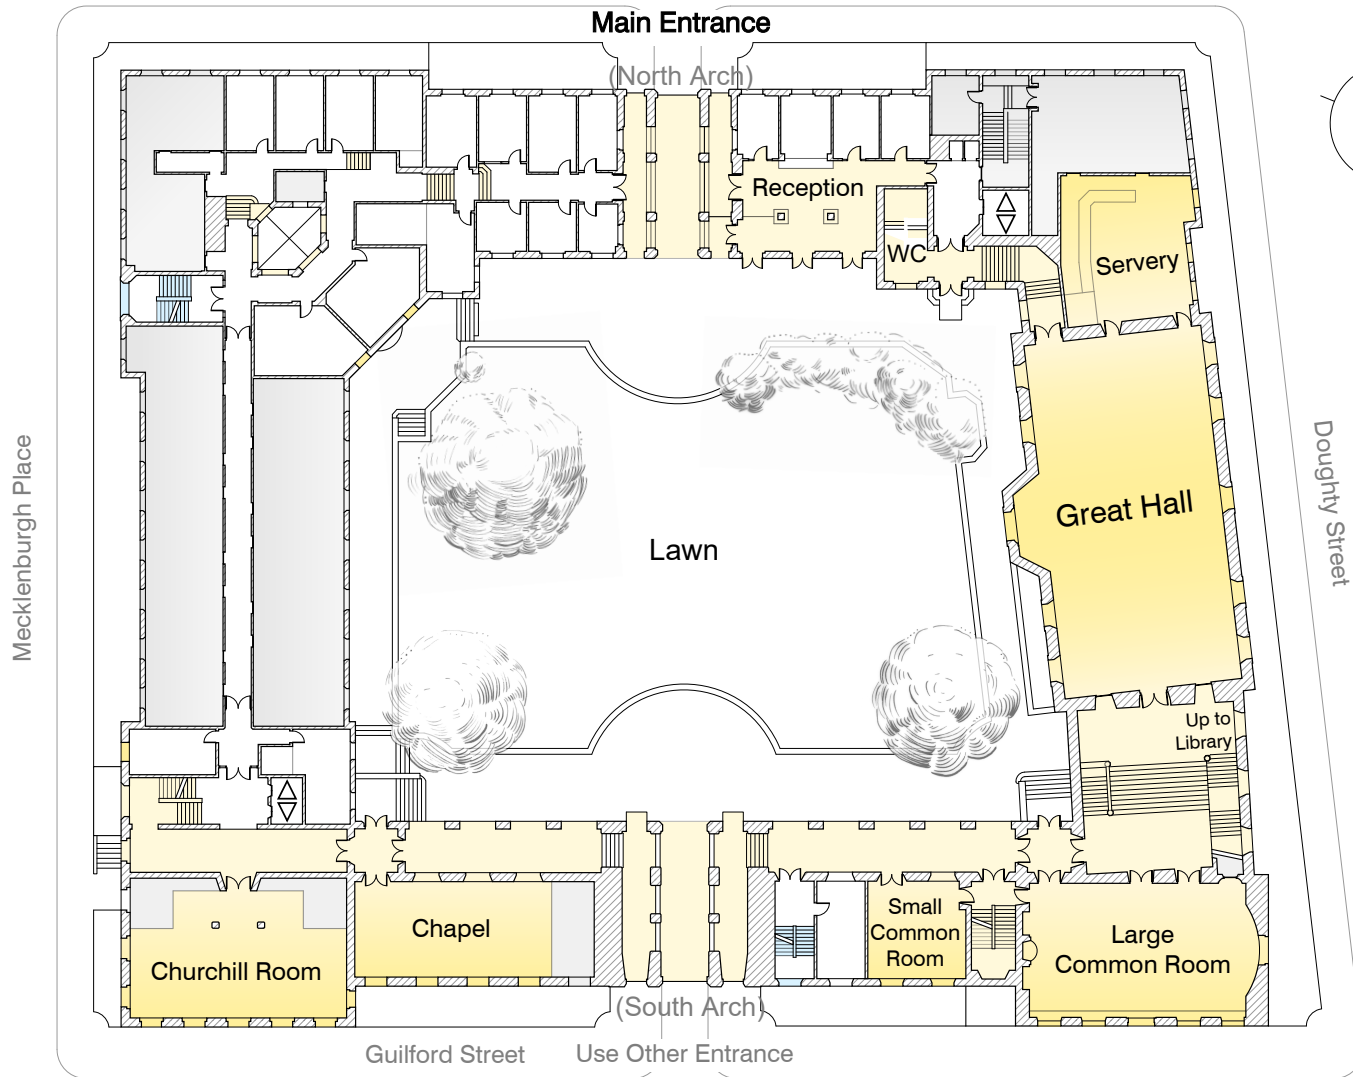 Main Entrance
(North Arch)
Reception
WC
Servery
Great Hall
Mecklenburgh Place
Doughty Street
Lawn
Up to
Library
Small
Common
Room
Large
Common Room
Chapel
Churchill Room
(South Arch)
Guilford Street
Use Other Entrance